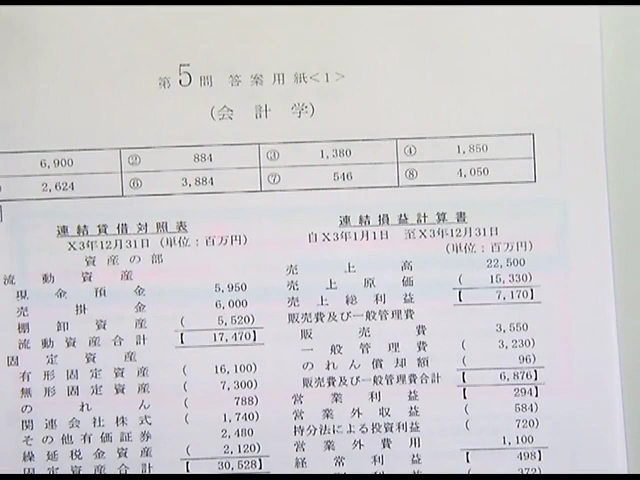 第5問 答案用紙<1>
(会計学)
6,900 ② 884 ③ 1,380 ④ 1,850
2,624 ⑥ 3,884 ⑦ 546 ⑧ 4,050
連結貸借対照表
X3年12月31日 (単位：百万円)
資産の部
流動資産
現金預金 5,950
売掛金 6,000
棚卸資産 ( 5,520)
流動資産合計 【 17,470】
固定資産
有形固定資産 ( 16,100)
無形固定資産 ( 7,300)
のれん ( 788)
関連会社株式 ( 1,740)
その他有価証券 2,480
繰延税金資産 ( 2,120)
固定資産合計 【 30,528】
連結損益計算書
自X3年1月1日 至X3年12月31日
(単位：百万円)
売上高 22,500
売上原価 ( 15,330)
売上総利益 【 7,170】
販売費及び一般管理費
販売費 3,550
一般管理費 ( 3,230)
のれん償却額 ( 96)
販売費及び一般管理費合計 【 6,876】
営業利益 【 294】
営業外収益 ( 584)
持分法による投資利益 ( 720)
営業外費用 1,100
経常利益 【 498】